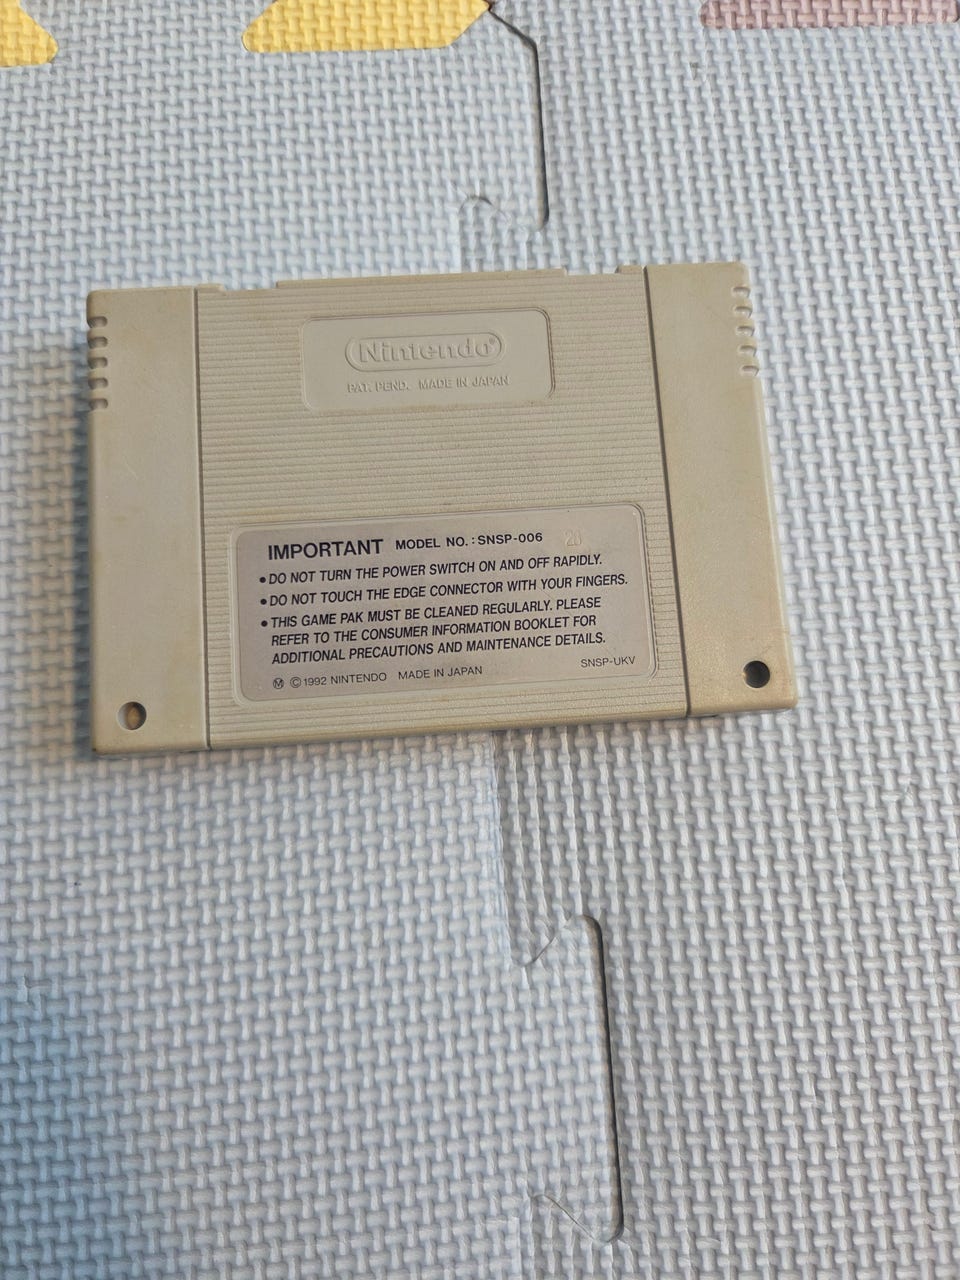 Nintendo®
PAT. PEND. MADE IN JAPAN
IMPORTANT MODEL NO.: SNSP-006 20
• DO NOT TURN THE POWER SWITCH ON AND OFF RAPIDLY.
• DO NOT TOUCH THE EDGE CONNECTOR WITH YOUR FINGERS.
• THIS GAME PAK MUST BE CLEANED REGULARLY. PLEASE
REFER TO THE CONSUMER INFORMATION BOOKLET FOR
ADDITIONAL PRECAUTIONS AND MAINTENANCE DETAILS.
Ⓜ © 1992 NINTENDO MADE IN JAPAN SNSP-UKV